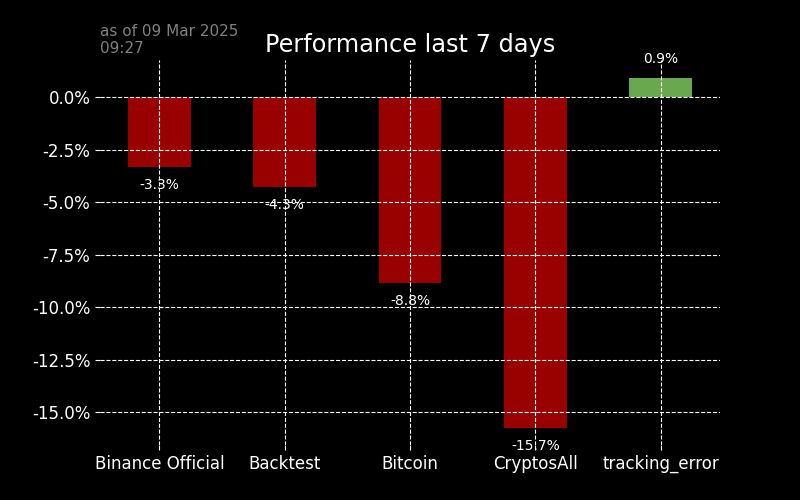 as of 09 Mar 2025
09:27
Performance last 7 days
0.9%
0.0%
-2.5%
-3.3%
-4.3%
-5.0%
-7.5%
-8.8%
-10.0%
-12.5%
-15.0%
-15.7%
Binance Official
Backtest
Bitcoin
CryptosAll
tracking_error